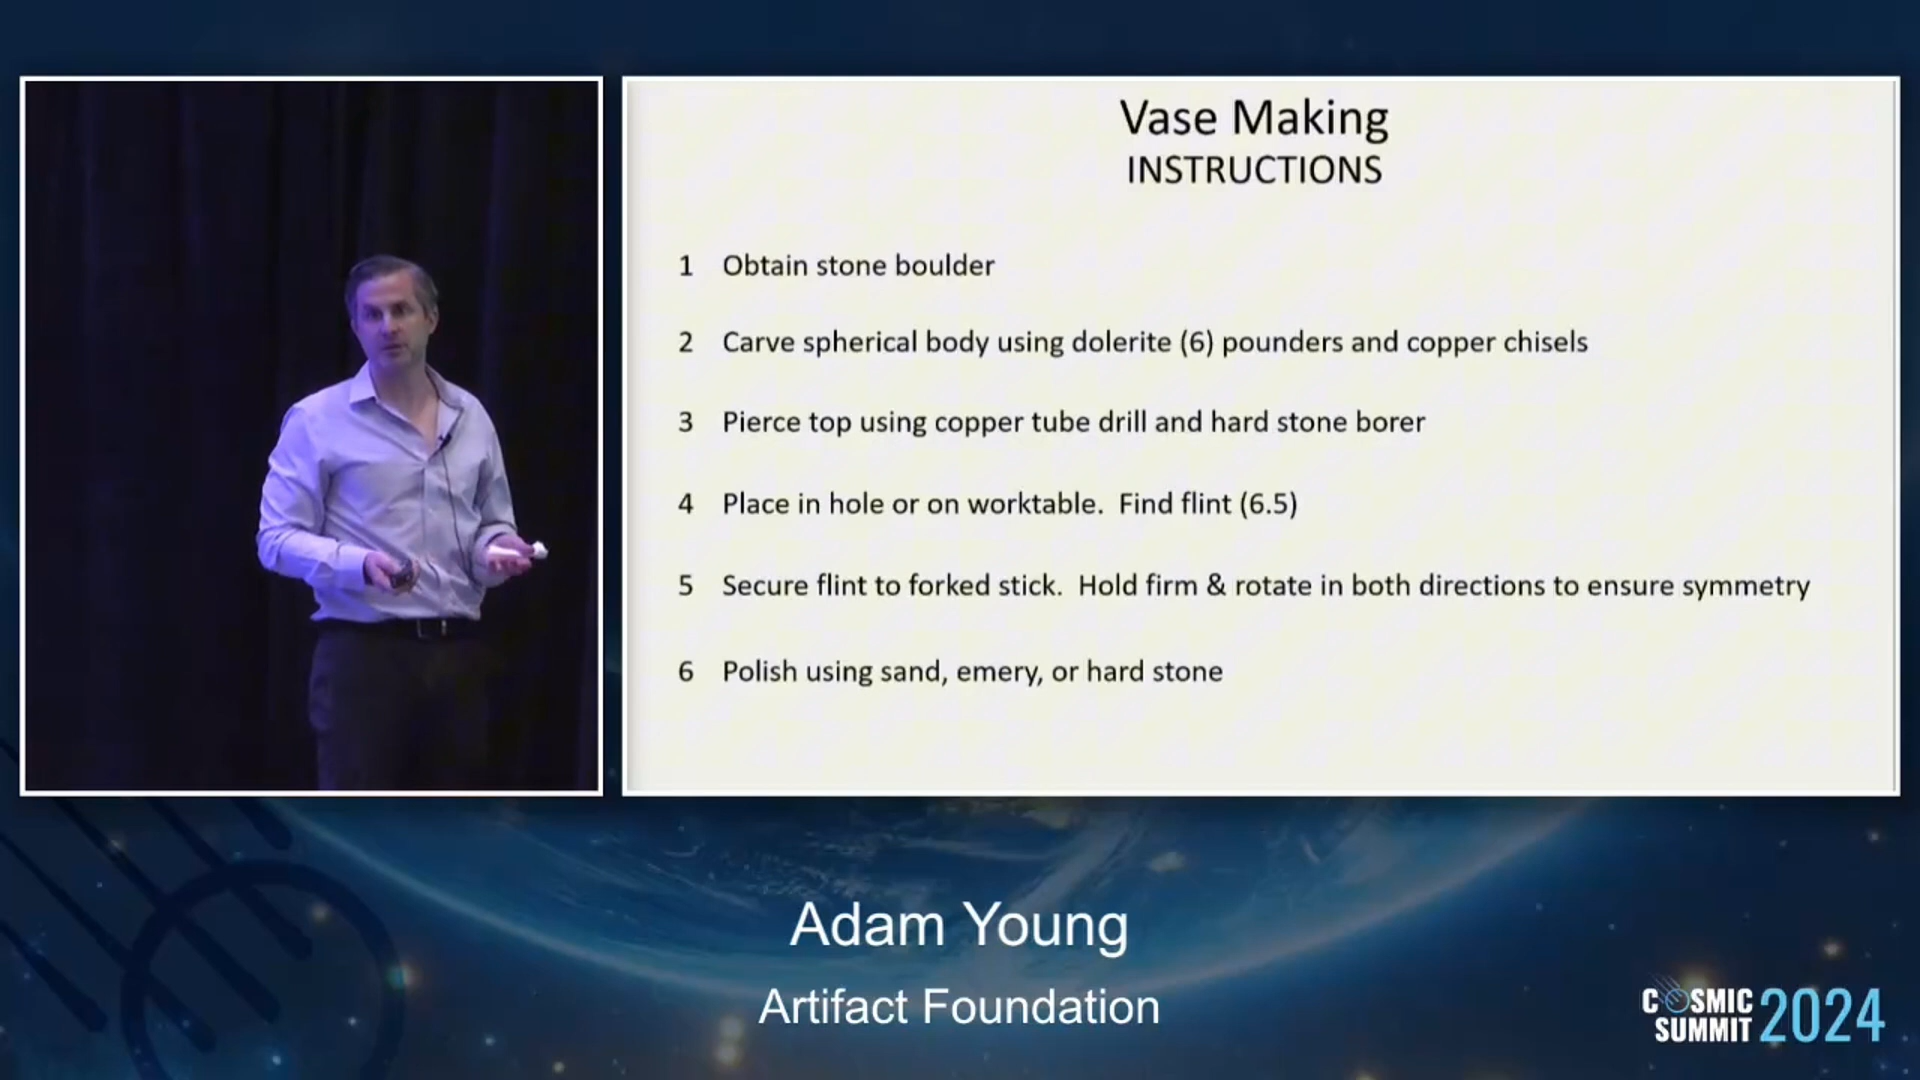 Vase Making
INSTRUCTIONS
1 Obtain stone boulder
2 Carve spherical body using dolerite (6) pounders and copper chisels
3 Pierce top using copper tube drill and hard stone borer
4 Place in hole or on worktable. Find flint (6.5)
5 Secure flint to forked stick. Hold firm & rotate in both directions to ensure symmetry
6 Polish using sand, emery, or hard stone
Adam Young
Artifact Foundation
COSMIC
SUMMIT 2024